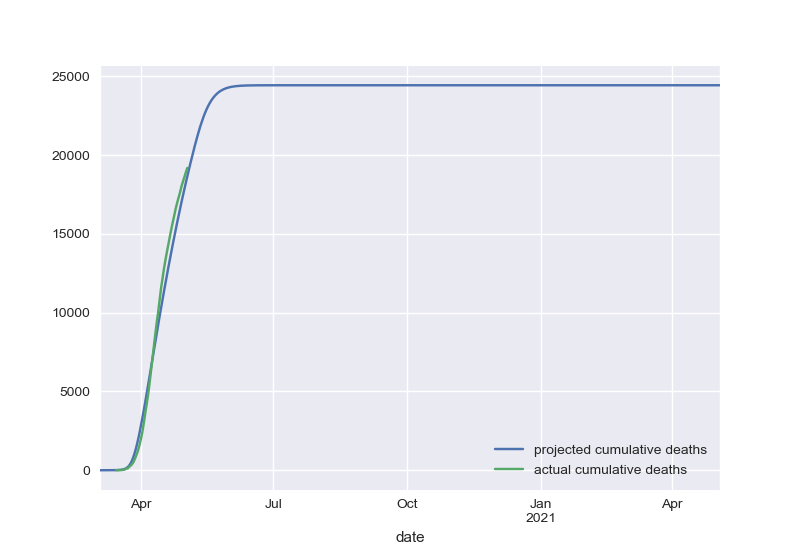 25000
20000
15000
10000
5000
0
projected cumulative deaths
actual cumulative deaths
Apr Jul Oct Jan Apr
2021
date